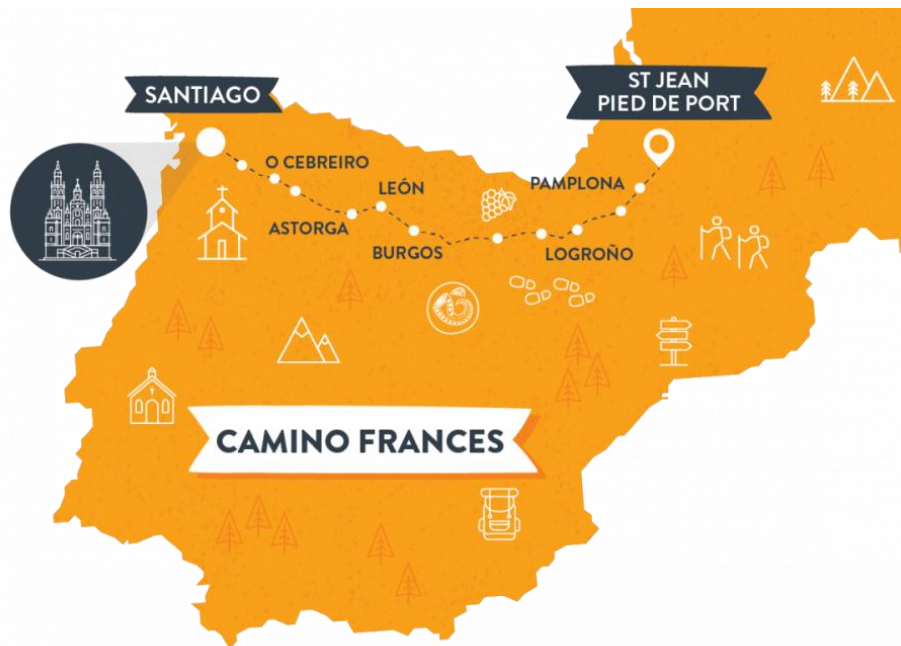 SANTIAGO
ST JEAN
PIED DE PORT
O CEBREIRO
LEÓN
PAMPLONA
ASTORGA
BURGOS
LOGROÑO
CAMINO FRANCES